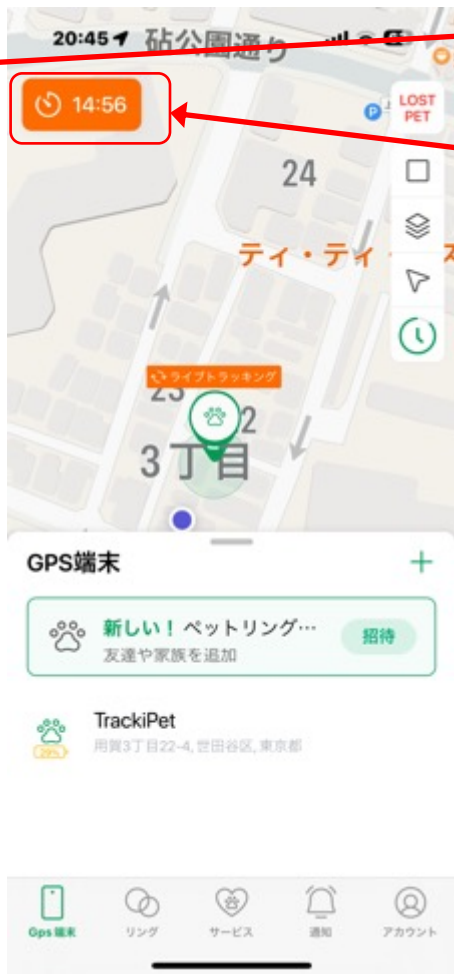 20:45
砧公園通り
14:56
LOST
PET
P
24
ティ・ティ
ライブトラッキング
23
2
3丁目
GPS端末
新しい！ペットリング…
友達や家族を追加
招待
TrackiPet
29%
用賀3丁目22-4, 世田谷区, 東京都
Gps 端末
リング
サービス
通知
アカウント